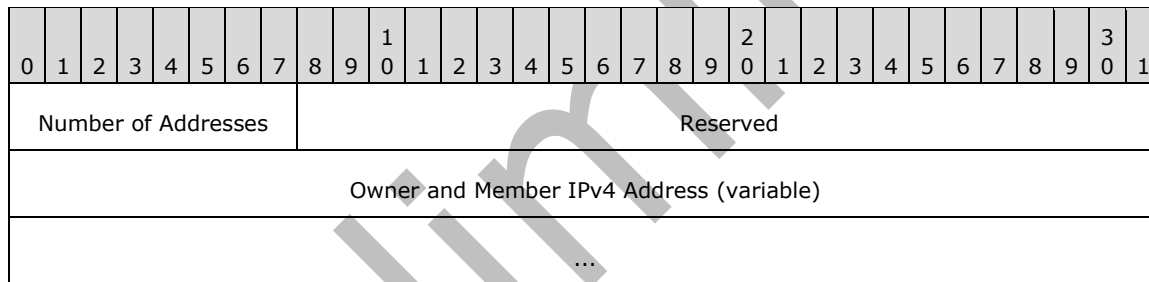 1 2 3
0 1 2 3 4 5 6 7 8 9 0 1 2 3 4 5 6 7 8 9 0 1 2 3 4 5 6 7 8 9 0 1
Number of Addresses Reserved
Owner and Member IPv4 Address (variable)
...